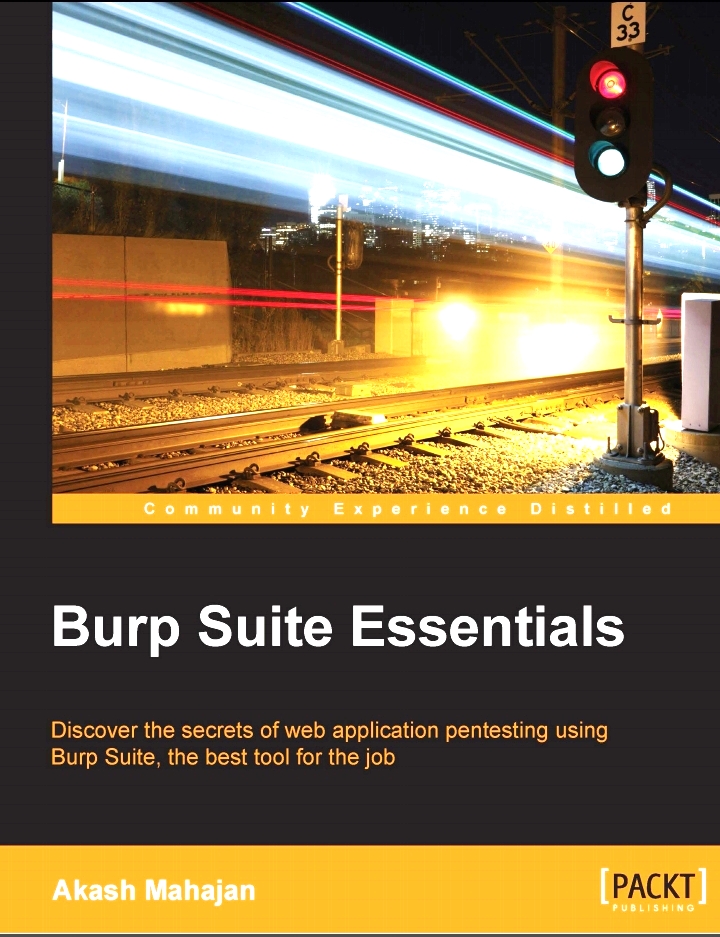 C
33
Community Experience Distilled
Burp Suite Essentials
Discover the secrets of web application pentesting using
Burp Suite, the best tool for the job
Akash Mahajan
[PACKT]
PUBLISHING